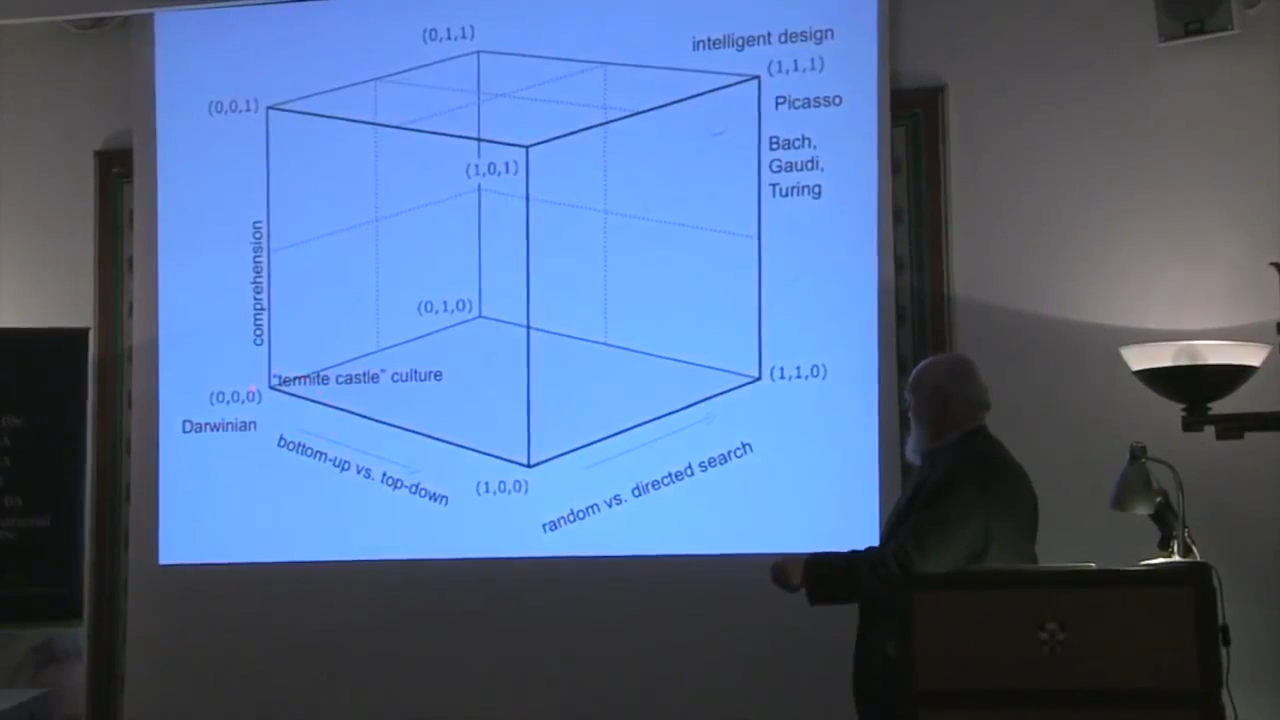 (0,1,1)
intelligent design
(1,1,1)
(0,0,1)
Picasso
Bach,
Gaudi,
Turing
(1,0,1)
comprehension
(0,1,0)
"termite castle" culture
(1,1,0)
(0,0,0)
Darwinian
bottom-up vs. top-down
(1,0,0)
random vs. directed search